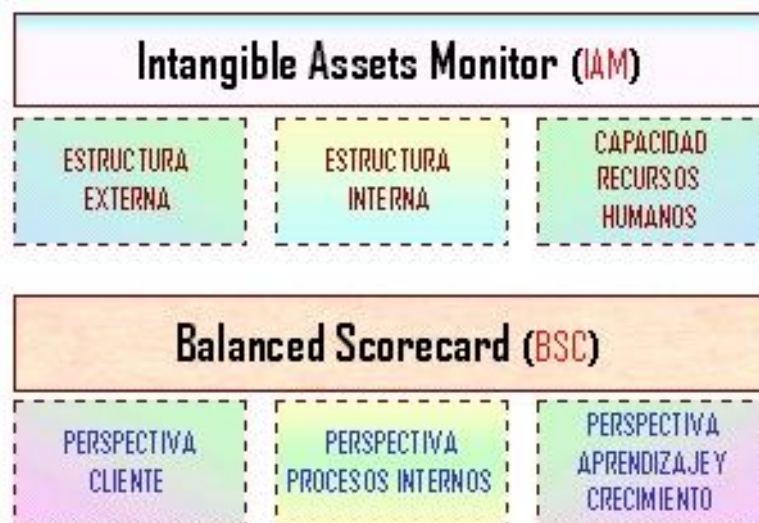 Intangible Assets Monitor (IAM)
ESTRUCTURA
EXTERNA
ESTRUCTURA
INTERNA
CAPACIDAD
RECURSOS
HUMANOS
Balanced Scorecard (BSC)
PERSPECTIVA
CLIENTE
PERSPECTIVA
PROCESOS INTERNOS
PERSPECTIVA
APRENDIZAJE Y
CRECIMIENTO